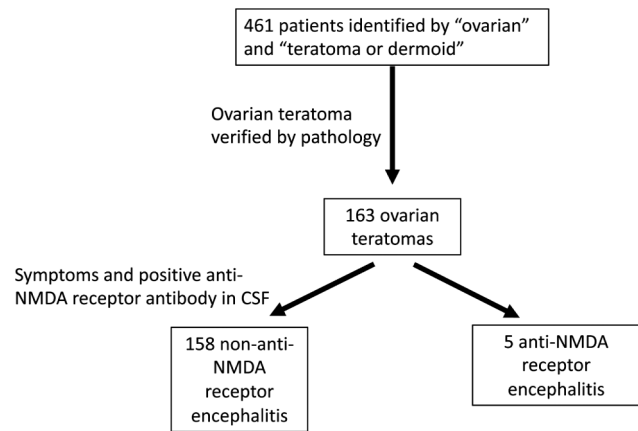 461 patients identified by “ovarian”
and “teratoma or dermoid”
Ovarian teratoma
verified by pathology
163 ovarian
teratomas
Symptoms and positive anti-
NMDA receptor antibody in CSF
158 non-anti-
NMDA
receptor
encephalitis
5 anti-NMDA
receptor
encephalitis